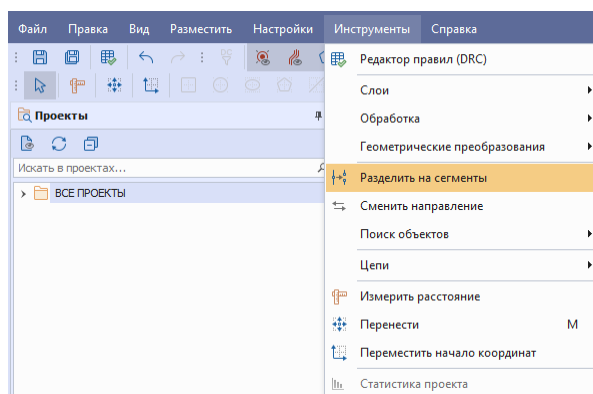 Файл Правка Вид Разместить Настройки Инструменты Справка
Проекты
Искать в проектах...
ВСЕ ПРОЕКТЫ
Редактор правил (DRC)
Слои
Обработка
Геометрические преобразования
Разделить на сегменты
Сменить направление
Поиск объектов
Цепи
Измерить расстояние
Перенести M
Переместить начало координат
Статистика проекта